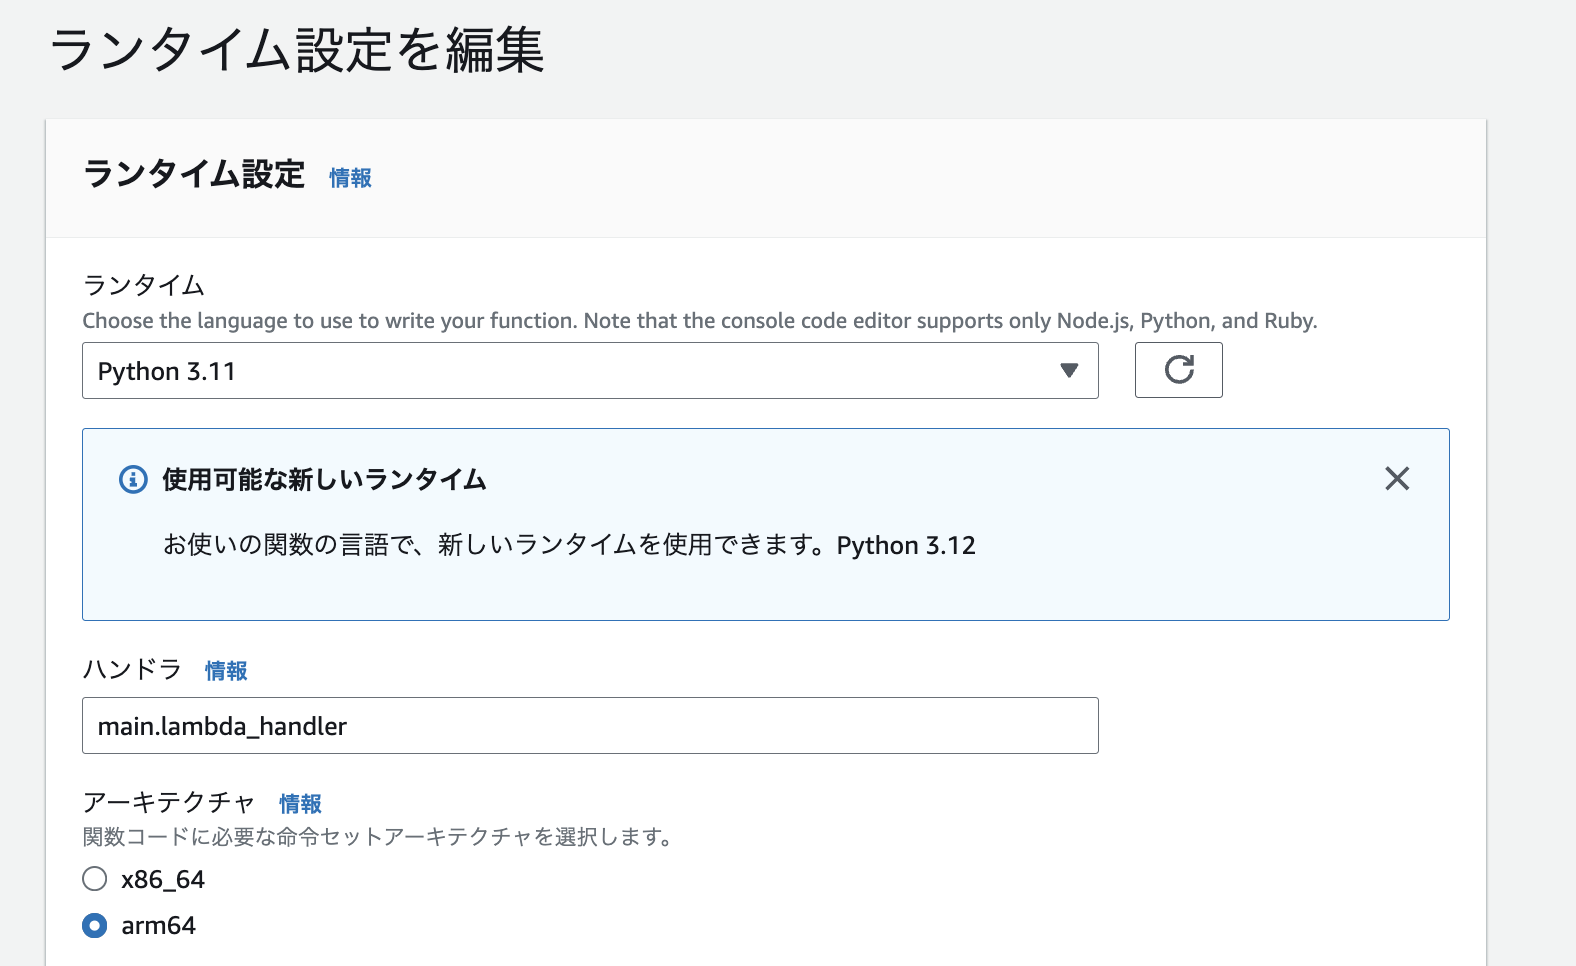 ランタイム設定を編集
ランタイム設定 情報
ランタイム
Choose the language to use to write your function. Note that the console code editor supports only Node.js, Python, and Ruby.
Python 3.11
使用可能な新しいランタイム
お使いの関数の言語で、新しいランタイムを使用できます。Python 3.12
ハンドラ 情報
main.lambda_handler
アーキテクチャ 情報
関数コードに必要な命令セットアーキテクチャを選択します。
x86_64
arm64